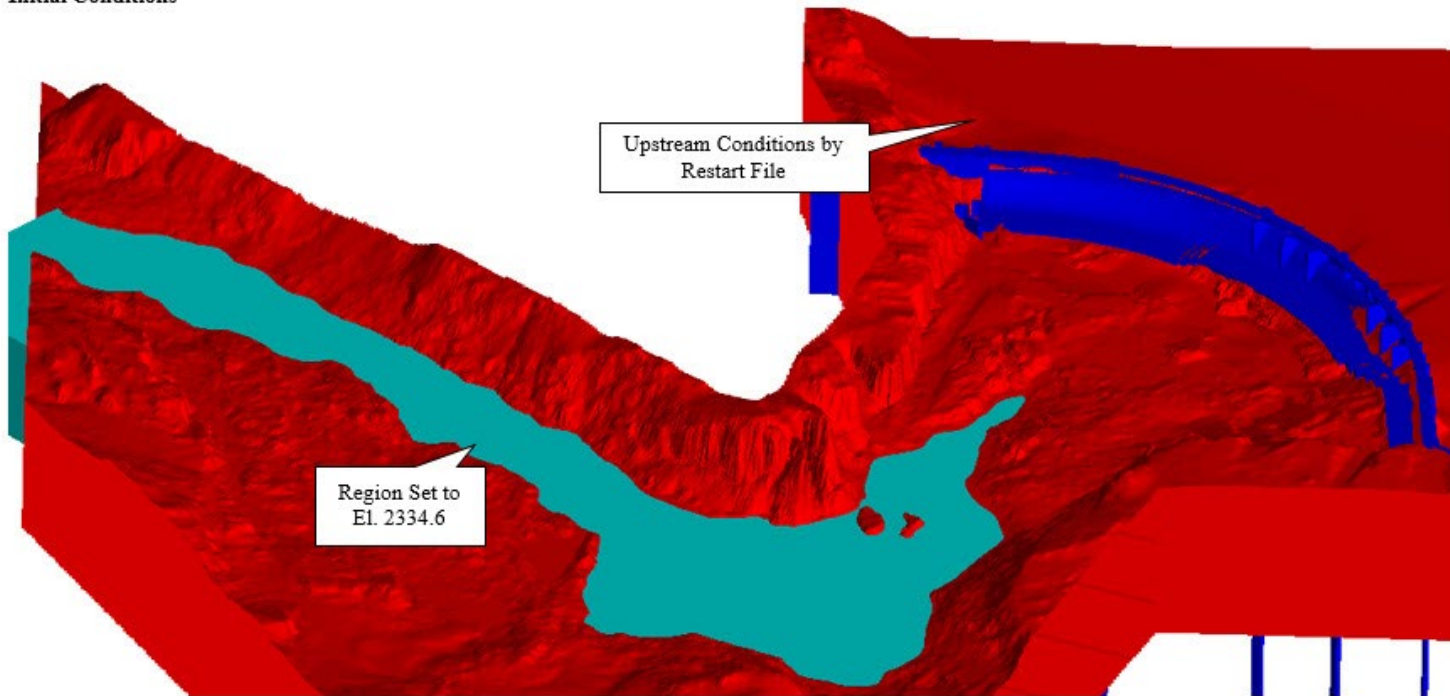 Initial Conditions
Upstream Conditions by
Restart File
Region Set to
El. 2334.6